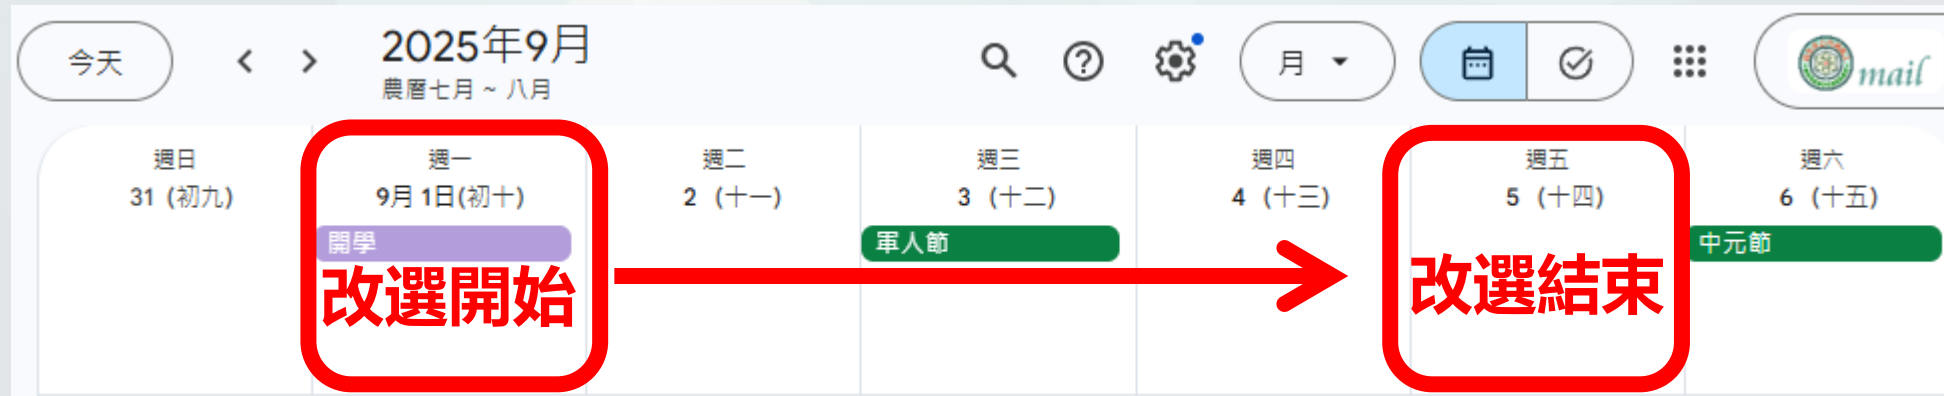 今天
2025年9月
農曆七月 ~ 八月
月
mail
週日
週一
週二
週三
週四
週五
週六
31 (初九)
9月 1日(初十)
2 (十一)
3 (十二)
4 (十三)
5 (十四)
6 (十五)
開學
軍人節
中元節
改選開始
改選結束